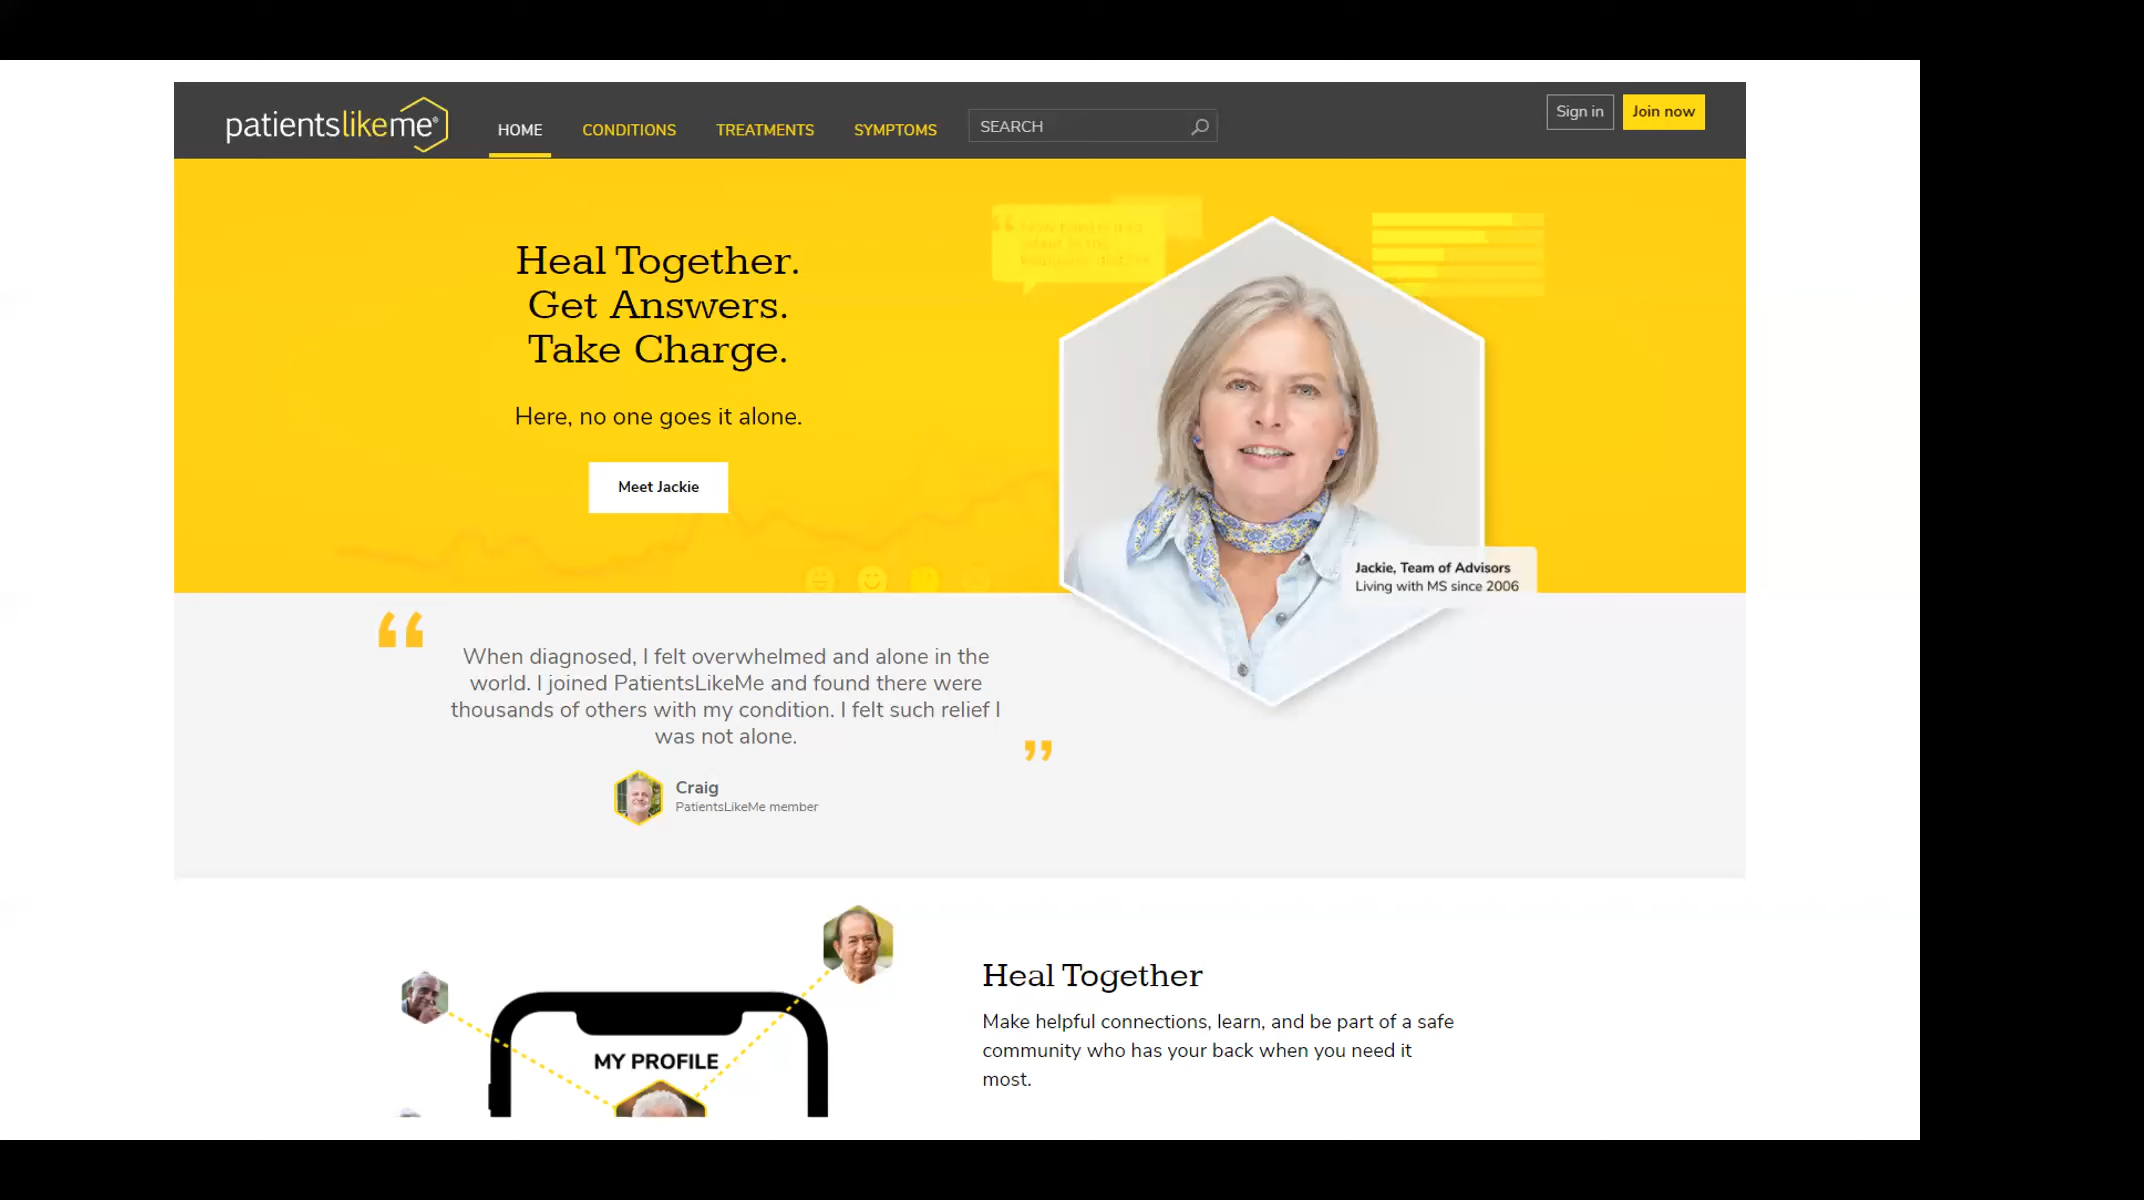 patientslikeme®
HOME
CONDITIONS
TREATMENTS
SYMPTOMS
SEARCH
Sign in
Join now
Heal Together.
Get Answers.
Take Charge.
Here, no one goes it alone.
Meet Jackie
Jackie, Team of Advisors
Living with MS since 2006
“
When diagnosed, I felt overwhelmed and alone in the
world. I joined PatientsLikeMe and found there were
thousands of others with my condition. I felt such relief I
was not alone.
”
Craig
PatientsLikeMe member
MY PROFILE
Heal Together
Make helpful connections, learn, and be part of a safe
community who has your back when you need it
most.